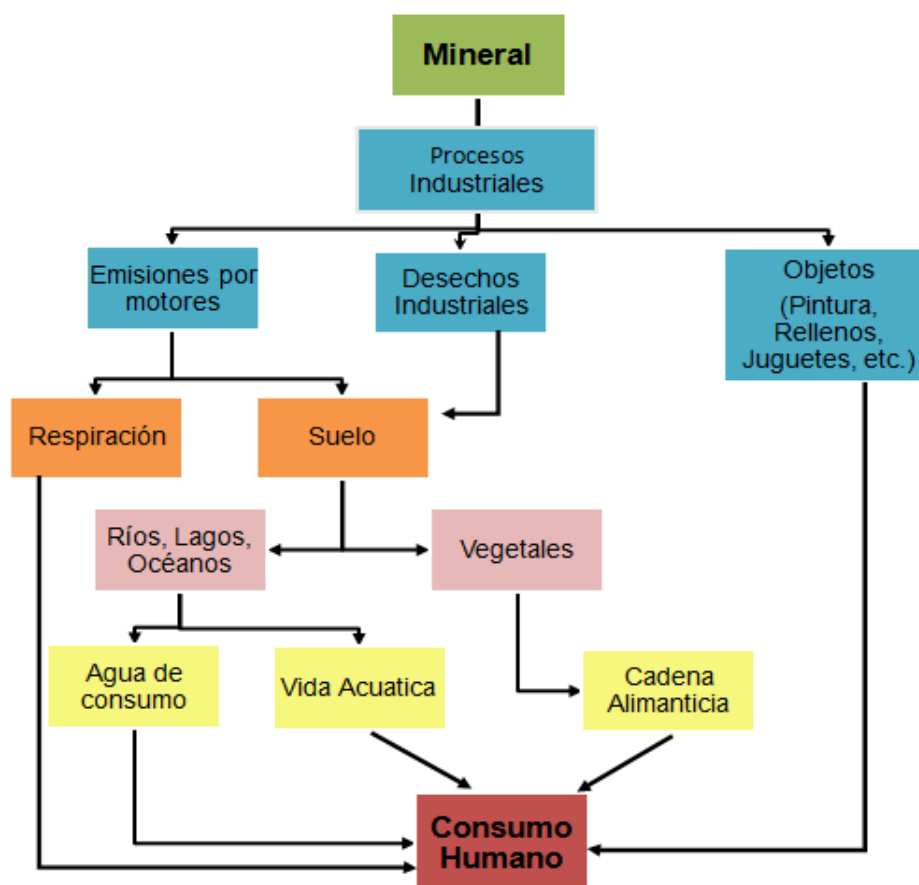 Mineral
Procesos
Industriales
Emisiones por
motores
Desechos
Industriales
Objetos
(Pintura,
Rellenos,
Juguetes, etc.)
Respiración
Suelo
Ríos, Lagos,
Océanos
Vegetales
Agua de
consumo
Vida Acuatica
Cadena
Alimanticia
Consumo
Humano